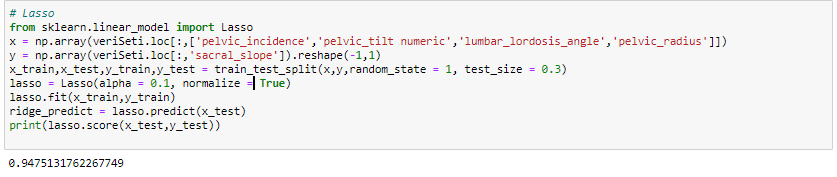 # Lasso
from sklearn.linear_model import Lasso
x = np.array(veriSeti.loc[:,['pelvic_incidence','pelvic_tilt numeric','lumbar_lordosis_angle','pelvic_radius']])
y = np.array(veriSeti.loc[:,'sacral_slope']).reshape(-1,1)
x_train,x_test,y_train,y_test = train_test_split(x,y,random_state = 1, test_size = 0.3)
lasso = Lasso(alpha = 0.1, normalize = True)
lasso.fit(x_train,y_train)
ridge_predict = lasso.predict(x_test)
print(lasso.score(x_test,y_test))
0.9475131762267749